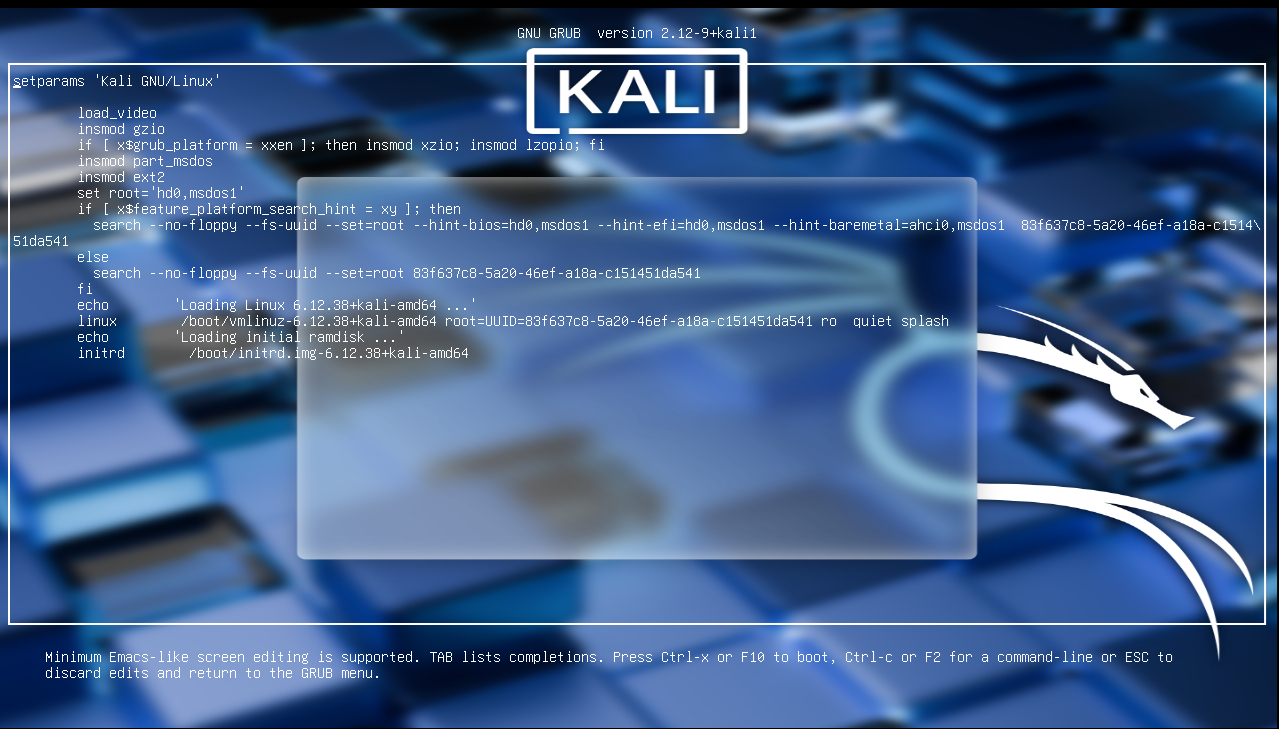 GNU GRUB  version 2.12-9+kali1
KALI
setparams 'Kali GNU/Linux'
load_video
insmod gzio
if [ x$grub_platform = xxen ]; then insmod xzio; insmod lzopio; fi
insmod part_msdos
insmod ext2
set root='hd0,msdos1'
if [ x$feature_platform_search_hint = xy ]; then
search --no-floppy --fs-uuid --set=root --hint-bios=hd0,msdos1 --hint-efi=hd0,msdos1 --hint-baremetal=ahci0,msdos1  83f637c8-5a20-46ef-a18a-c1514\
51da541
else
search --no-floppy --fs-uuid --set=root 83f637c8-5a20-46ef-a18a-c151451da541
fi
echo        'Loading Linux 6.12.38+kali-amd64 ...'
linux        /boot/vmlinuz-6.12.38+kali-amd64 root=UUID=83f637c8-5a20-46ef-a18a-c151451da541 ro  quiet splash
echo        'Loading initial ramdisk ...'
initrd        /boot/initrd.img-6.12.38+kali-amd64
Minimum Emacs-like screen editing is supported. TAB lists completions. Press Ctrl-x or F10 to boot, Ctrl-c or F2 for a command-line or ESC to
discard edits and return to the GRUB menu.